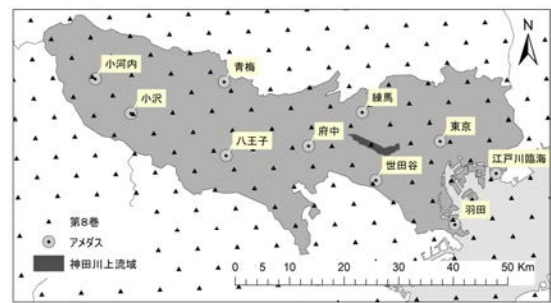 N
小河内
青梅
小沢
練馬
八王子
府中
東京
世田谷
江戸川臨海
羽田
第8巻
アメダス
神田川上流域
0 5 10 20 30 40 50 Km